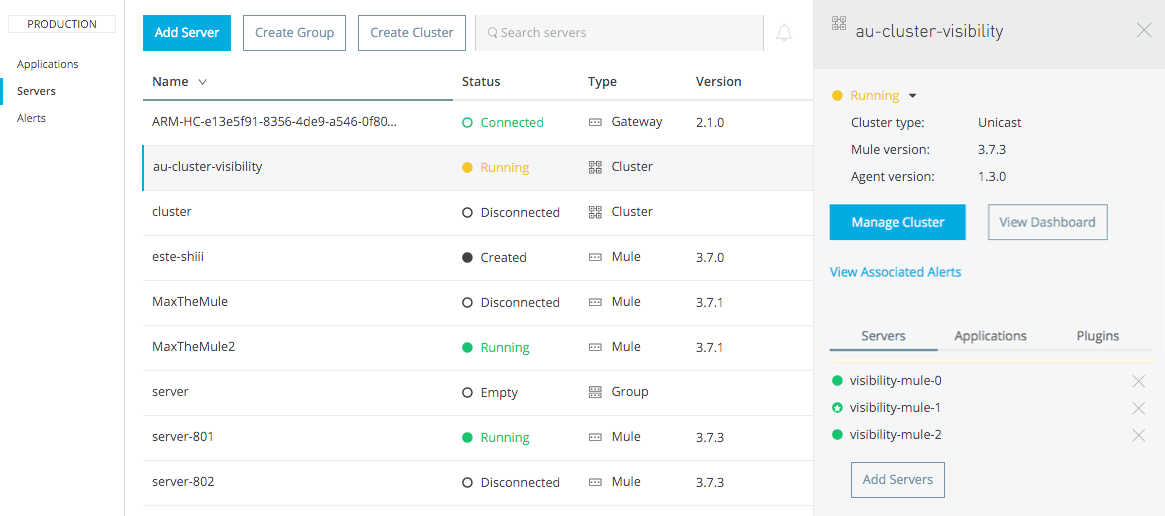 PRODUCTION
Applications
Servers
Alerts
Add Server
Create Group
Create Cluster
Search servers
Name
Status
Type
Version
ARM-HC-e13e5f91-8356-4de9-a546-0f80...
Connected
Gateway
2.1.0
au-cluster-visibility
Running
Cluster
cluster
Disconnected
Cluster
este-shiii
Created
Mule
3.7.0
MaxTheMule
Disconnected
Mule
3.7.1
MaxTheMule2
Running
Mule
3.7.1
server
Empty
Group
server-801
Running
Mule
3.7.3
server-802
Disconnected
Mule
3.7.3
au-cluster-visibility
Running
Cluster type: Unicast
Mule version: 3.7.3
Agent version: 1.3.0
Manage Cluster
View Dashboard
View Associated Alerts
Servers
Applications
Plugins
visibility-mule-0
visibility-mule-1
visibility-mule-2
Add Servers